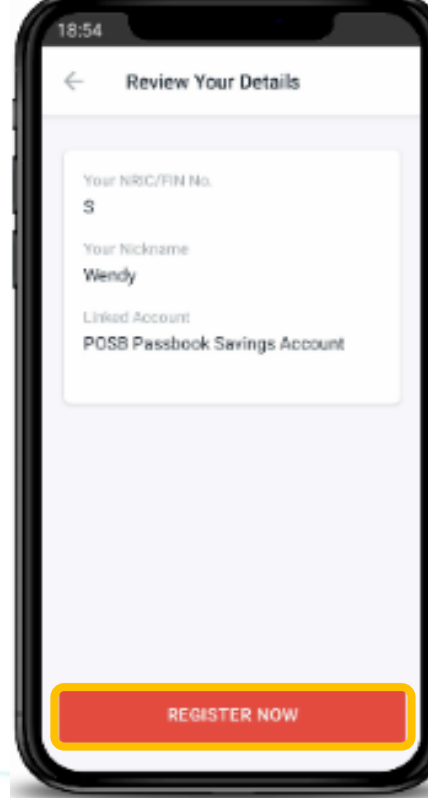 18:54
Review Your Details
Your NRIC/FIN No.
S
Your Nickname
Wendy
Linked Account
POSB Passbook Savings Account
REGISTER NOW